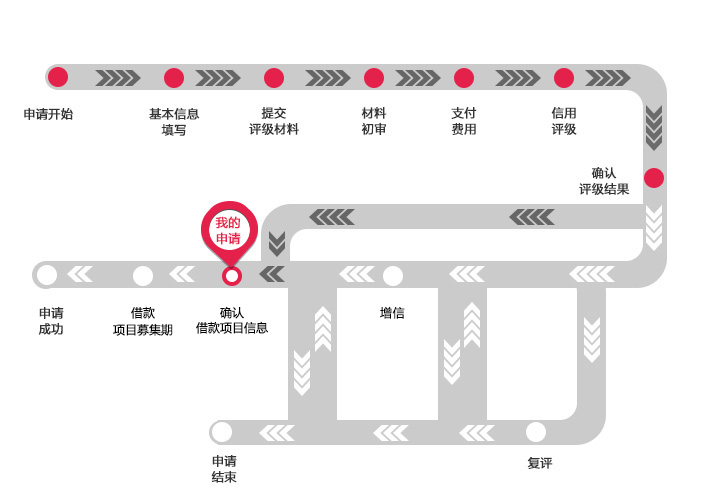 申请开始
基本信息
填写
提交
评级材料
材料
初审
支付
费用
信用
评级
确认
评级结果
我的
申请
申请
成功
借款
项目募集期
确认
借款项目信息
增信
申请
结束
复评